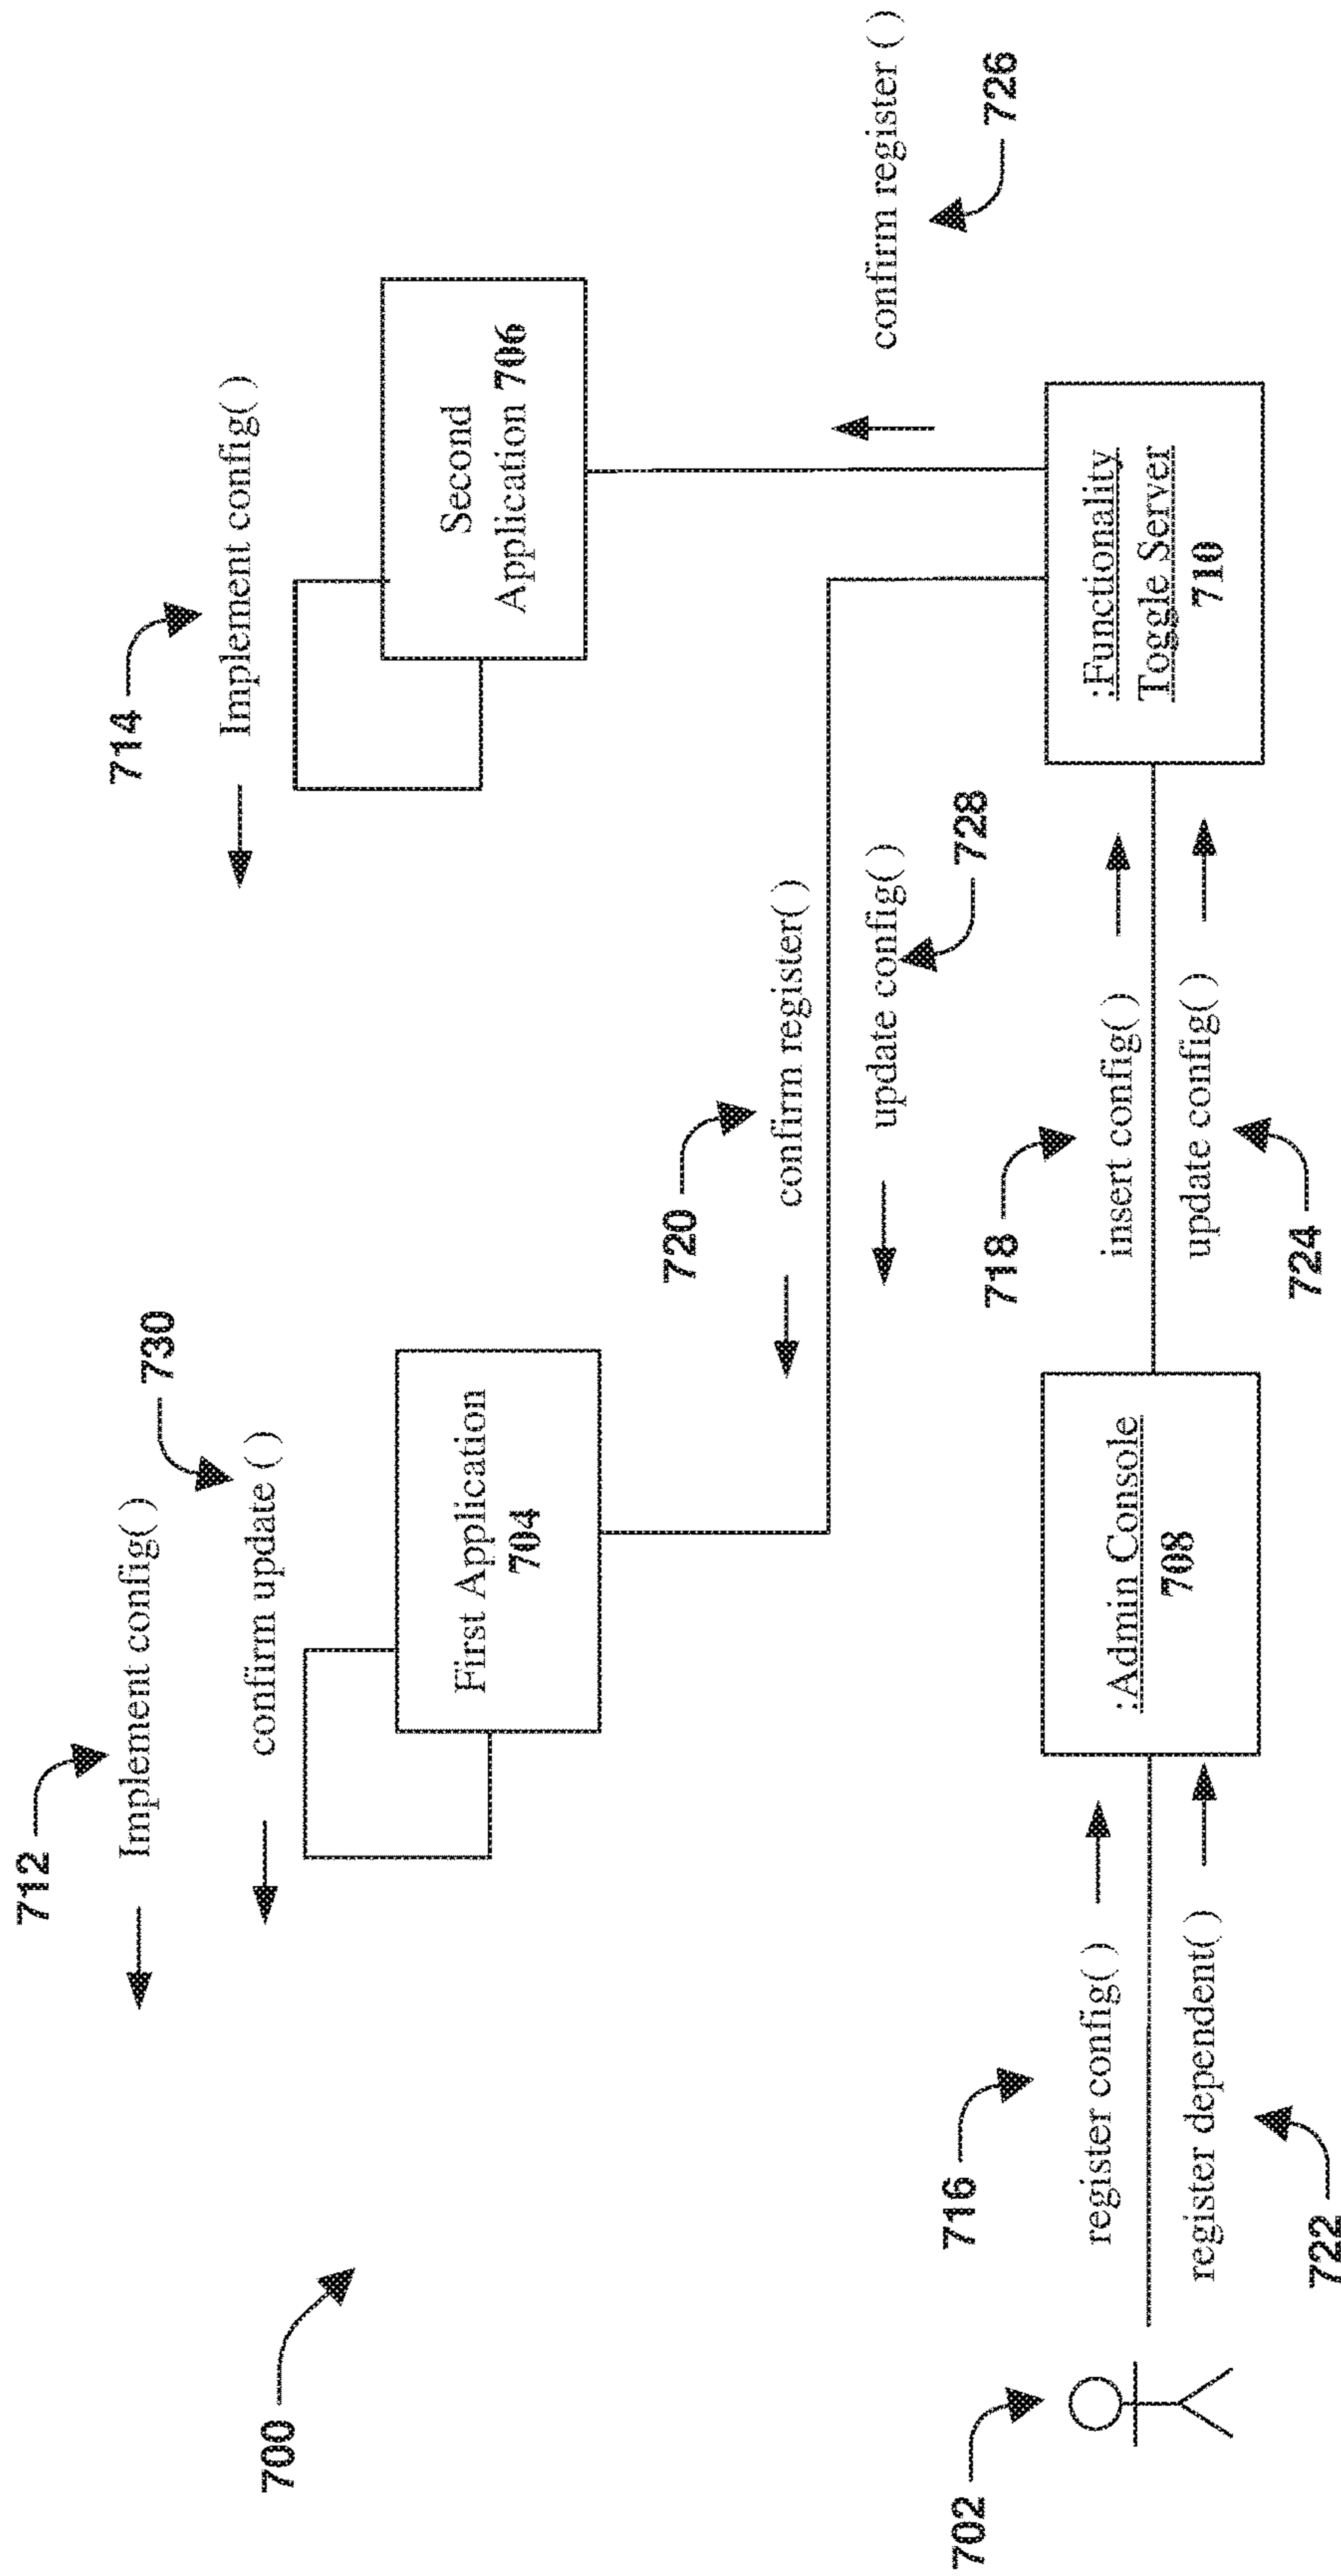 700
712
Implement config( )
730
confirm update ( )
First Application
704
714
Implement config( )
Second
Application 706
720
confirm register( )
update config( )
728
confirm register ( )
726
702
716
register config( )
register dependent( )
722
:Admin Console
708
718
insert config( )
update config( )
724
:Functionality
Toggle Server
710